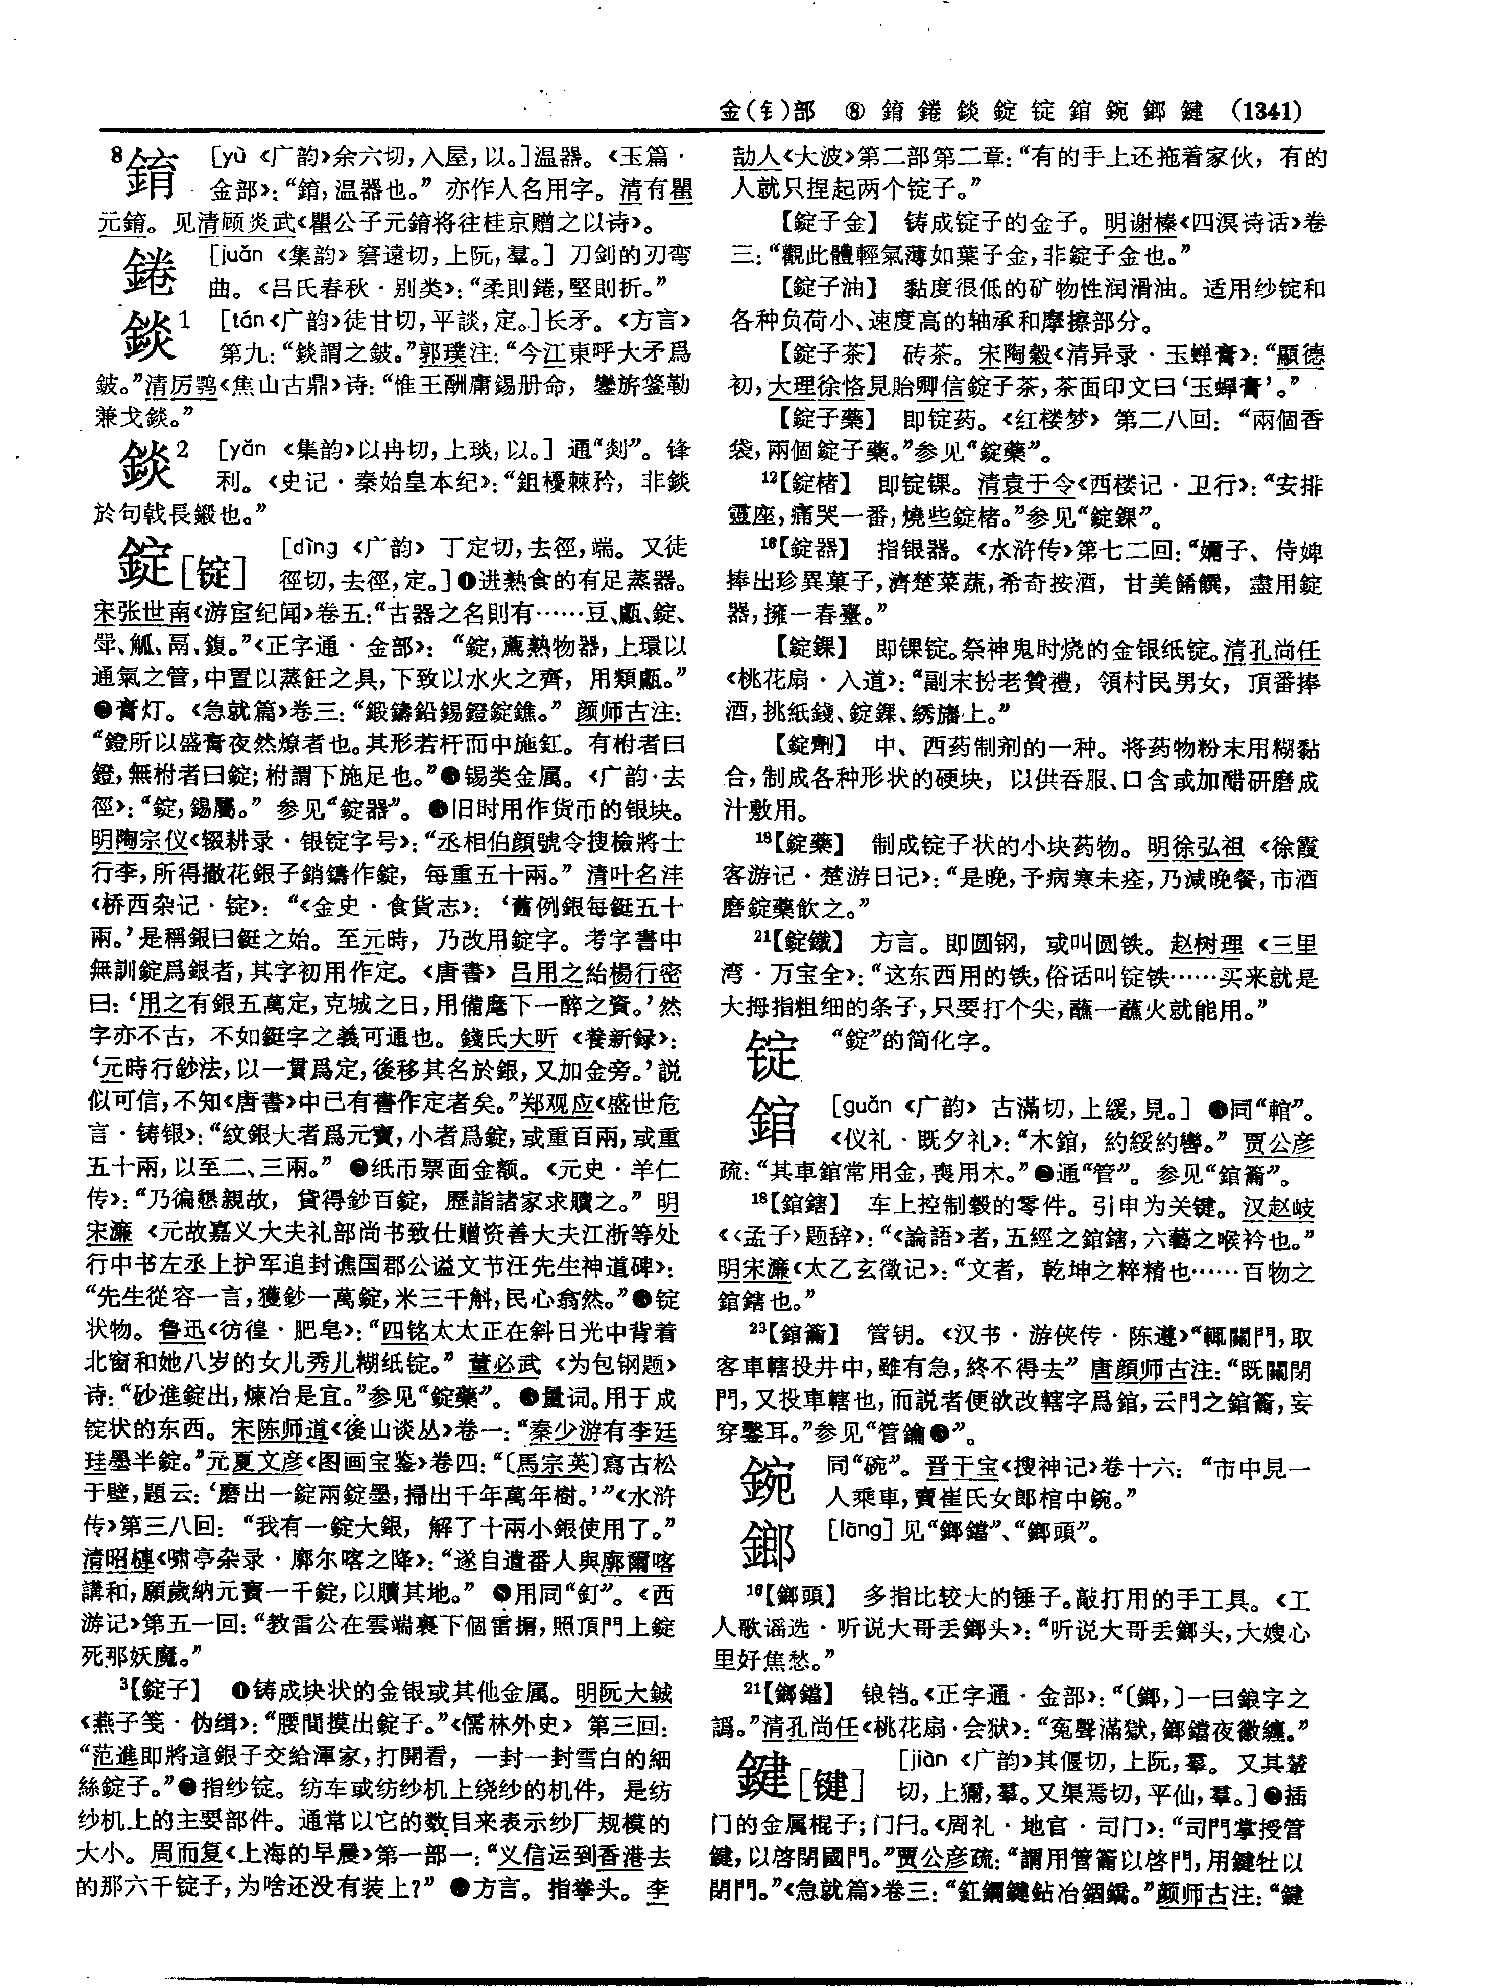 金(钅)部 ⑧ 錥 錈 錟 錠 锭 錧 鋺 鎯 鍵 (1341)
8錥 [yù《广韵》余六切,入屋,以。]温器。《玉篇·
金部》:“錥,温器也。” 亦作人名用字。清有瞿
元錥。见清顾炎武《瞿公子元錥将往桂京赠之以诗》。
錈 [juǎn《集韵》窘遠切,上阮,羣。] 刀剑的刃弯
曲。《吕氏春秋·别类》:“柔則錈,堅則折。”
錟1 [tán《广韵》徒甘切,平談,定。]长矛。《方言》
第九:“錟謂之鈹。”郭璞注:“今江東呼大矛爲
鈹。”清厉鹗《焦山古鼎》诗:“惟王酬庸錫册命, 鑾旂鋚勒
兼戈錟。”
錟2 [yǎn《集韵》以冉切,上琰,以。] 通“剡”。锋
利。《史记·秦始皇本纪》:“鉏櫌棘矜, 非錟
於句戟長鎩也。”
錠[锭] [dìng《广韵》丁定切,去徑,端。又徒
徑切,去徑,定。]❶进熟食的有足蒸器。
宋张世南《游宦纪闻》卷五:“古器之名則有……豆、甗、錠、
斝、觚、鬲、鍑。”《正字通·金部》: “錠,薦熟物器,上環以
通氣之管,中置以蒸飪之具,下致以水火之齊, 用類甗。”
❷膏灯。《急就篇》卷三:“鍛鑄鉛錫鐙錠鐎。” 颜师古注:
“鐙所以盛膏夜然燎者也。其形若杆而中施釭。有柎者曰
鐙,無柎者曰錠;柎謂下施足也。”❸锡类金属。《广韵·去
徑》:“錠,錫屬。” 参见“錠器”。❹旧时用作货币的银块。
明陶宗仪《辍耕录·银锭字号》:“丞相伯顏號令搜檢將士
行李,所得撒花銀子銷鑄作錠, 每重五十兩。” 清叶名沣
《桥西杂记·锭》: “《金史·食貨志》: ‘舊例銀每鋌五十
兩。’是稱銀曰鋌之始。至元時, 乃改用錠字。考字書中
無訓錠爲銀者,其字初用作定。《唐書》 吕用之紿楊行密
曰:‘用之有銀五萬定,克城之日,用備麾下一醉之資。’然
字亦不古, 不如鋌字之義可通也。錢氏大昕《養新録》:
‘元時行鈔法,以一貫爲定,後移其名於銀,又加金旁。’説
似可信,不知《唐書》中已有書作定者矣。”郑观应《盛世危
言·铸银》:“紋銀大者爲元寶,小者爲錠,或重百兩,或重
五十兩,以至二、三兩。” ❺纸币票面金额。《元史·羊仁
传》:“乃徧懇親故, 貸得鈔百錠, 歷詣諸家求贖之。” 明
宋濂《元故嘉义大夫礼部尚书致仕赠资善大夫江浙等处
行中书左丞上护军追封谯国郡公谥文节汪先生神道碑》:
“先生從容一言,獲鈔一萬錠,米三千斛,民心翕然。”❻锭
状物。鲁迅《彷徨·肥皂》:“四铭太太正在斜日光中背着
北窗和她八岁的女儿秀儿糊纸锭。” 董必武《为包钢题》
诗:“砂進錠出,煉冶是宜。”参见“錠藥”。❼量词。用于成
锭状的东西。宋陈师道《後山谈丛》卷一:“秦少游有李廷
珪墨半錠。”元夏文彦《图画宝鉴》卷四:“〔馬宗英〕寫古松
于壁,題云:‘磨出一錠兩錠墨,掃出千年萬年樹。’”《水浒
传》第三八回: “我有一錠大銀, 解了十兩小銀使用了。”
清昭梿《啸亭杂录·廓尔喀之降》:“遂自遣番人與廓爾喀
講和,願歲納元寶一千錠,以贖其地。” ❽用同“釘”。《西
游记》第五一回:“教雷公在雲端裏下個雷㨰,照頂門上錠
死那妖魔。”
3【錠子】 ❶铸成块状的金银或其他金属。明阮大鋮
《燕子笺·伪缉》:“腰間摸出錠子。”《儒林外史》 第三回:
“范進即將這銀子交給渾家,打開看, 一封一封雪白的細
絲錠子。”❷指纱锭。纺车或纺纱机上绕纱的机件, 是纺
纱机上的主要部件。通常以它的数目来表示纱厂规模的
大小。周而复《上海的早晨》第一部一:“义信运到香港去
的那六千锭子,为啥还没有装上?” ❸方言。指拳头。李
劼人《大波》第二部第二章:“有的手上还拖着家伙, 有的
人就只捏起两个锭子。”
【錠子金】 铸成锭子的金子。明谢榛《四溟诗话》卷
三:“觀此體輕氣薄如葉子金,非錠子金也。”
【錠子油】 黏度很低的矿物性润滑油。适用纱锭和
各种负荷小、速度高的轴承和摩擦部分。
【錠子茶】 砖茶。宋陶穀《清异录·玉蝉膏》:“顯德
初,大理徐恪見貽卿信錠子茶,茶面印文曰‘玉蟬膏’。”
【錠子藥】 即锭药。《红楼梦》第二八回: “兩個香
袋,兩個錠子藥。”参见“錠藥”。
12【錠楮】 即锭锞。清袁于令《西楼记·卫行》:“安排
靈座,痛哭一番,燒些錠楮。”参见“錠錁”。
16【錠器】 指银器。《水浒传》第七二回:“嬭子、侍婢
捧出珍異菓子,濟楚菜蔬,希奇按酒, 甘美餚饌, 盡用錠
器,擁一春臺。”
【錠錁】 即锞锭。祭神鬼时烧的金银纸锭。清孔尚任
《桃花扇·入道》:“副末扮老贊禮, 領村民男女, 頂香捧
酒,挑紙錢、錠錁、绣旛上。”
【錠劑】 中、西药制剂的一种。将药物粉末用糊黏
合,制成各种形状的硬块, 以供吞服、口含或加醋研磨成
汁敷用。
18【錠藥】 制成锭子状的小块药物。明徐弘祖《徐霞
客游记·楚游日记》:“是晚,予病寒未痊,乃減晚餐,市酒
磨錠藥飲之。”
21【錠鐵】 方言。即圆钢, 或叫圆铁。赵树理《三里
湾·万宝全》:“这东西用的铁,俗话叫锭铁……买来就是
大拇指粗细的条子,只要打个尖,蘸一蘸火就能用。”
锭 “錠”的简化字。
錧 [guǎn《广韵》古滿切,上缓,見。] ❶同“輨”。
《仪礼·既夕礼》:“木錧, 約綏約轡。” 贾公彦
疏:“其車錧常用金,喪用木。”❷通“管”。参见“錧籥”。
18【錧鎋】 车上控制毂的零件。引申为关键。汉赵岐
《〈孟子〉题辞》:“《論語》者,五經之錧鎋,六藝之喉衿也。”
明宋濂《太乙玄徵记》:“文者, 乾坤之粹精也……百物之
錧鎋也。”
23【錧籥】 管钥。《汉书·游侠传·陈遵》“輒關門,取
客車轄投井中,雖有急,終不得去” 唐颜师古注:“既關閉
門,又投車轄也,而説者便欲改轄字爲錧,云門之錧籥,妄
穿鑿耳。”参见“管鑰❶”。
鋺 同“碗”。晋干宝《搜神记》卷十六: “市中見一
人乘車,賣崔氏女郎棺中鋺。”
鎯 [láng]见“鎯鐺”、“鎯頭”。
16【鎯頭】 多指比较大的锤子。敲打用的手工具。《工
人歌谣选·听说大哥丢鎯头》:“听说大哥丢鎯头,大嫂心
里好焦愁。”
21【鎯鐺】 锒铛。《正字通·金部》:“〔鎯,〕一曰鋃字之
譌。”清孔尚任《桃花扇·会狱》:“寃聲滿獄,鎯鐺夜徽纏。”
鍵[键] [jiàn《广韵》其偃切,上阮,羣。又其輦
切,上獮,羣。又渠焉切,平仙,羣。]❶插
门的金属棍子;门闩。《周礼·地官·司门》:“司門掌授管
鍵,以啓閉國門。”贾公彦疏:“謂用管籥以啓門,用鍵牡以
閉門。”《急就篇》卷三:“釭鐧鍵鉆冶錮鐈。”颜师古注:“鍵